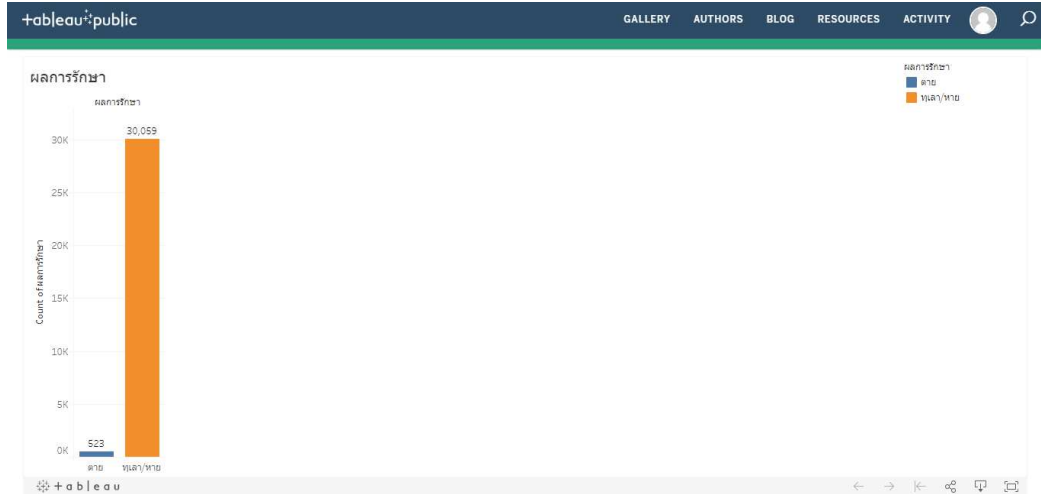 +ableau+public
GALLERY AUTHORS BLOG RESOURCES ACTIVITY
ผลการรักษา
ผลการรักษา
ตาย
ทุเลา/หาย
ผลการรักษา
30,059
30K
25K
20K
15K
10K
5K
0K
523
Count of ผลการรักษา
ตาย ทุเลา/หาย
+ableau